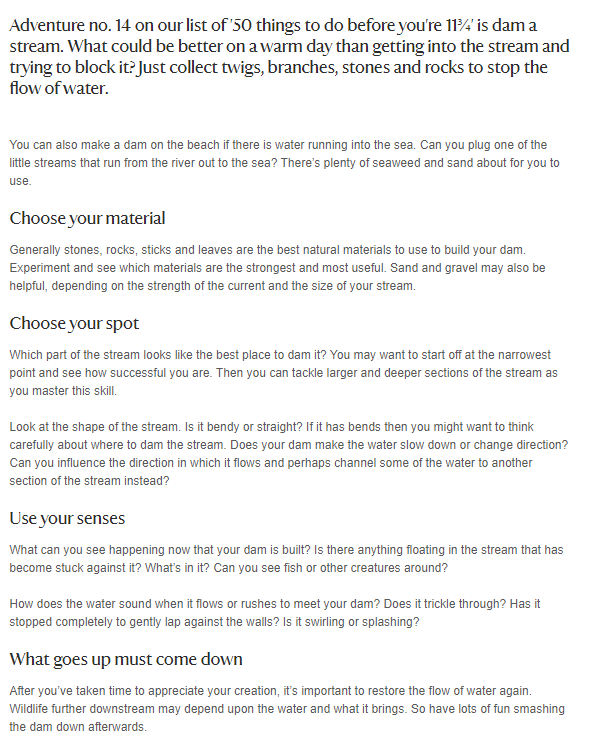 Adventure no. 14 on our list of '50 things to do before you're 11¾' is dam a
stream. What could be better on a warm day than getting into the stream and
trying to block it? Just collect twigs, branches, stones and rocks to stop the
flow of water.
You can also make a dam on the beach if there is water running into the sea. Can you plug one of the
little streams that run from the river out to the sea? There's plenty of seaweed and sand about for you to
use.
Choose your material
Generally stones, rocks, sticks and leaves are the best natural materials to use to build your dam.
Experiment and see which materials are the strongest and most useful. Sand and gravel may also be
helpful, depending on the strength of the current and the size of your stream.
Choose your spot
Which part of the stream looks like the best place to dam it? You may want to start off at the narrowest
point and see how successful you are. Then you can tackle larger and deeper sections of the stream as
you master this skill.
Look at the shape of the stream. Is it bendy or straight? If it has bends then you might want to think
carefully about where to dam the stream. Does your dam make the water slow down or change direction?
Can you influence the direction in which it flows and perhaps channel some of the water to another
section of the stream instead?
Use your senses
What can you see happening now that your dam is built? Is there anything floating in the stream that has
become stuck against it? What's in it? Can you see fish or other creatures around?
How does the water sound when it flows or rushes to meet your dam? Does it trickle through? Has it
stopped completely to gently lap against the walls? Is it swirling or splashing?
What goes up must come down
After you've taken time to appreciate your creation, it's important to restore the flow of water again.
Wildlife further downstream may depend upon the water and what it brings. So have lots of fun smashing
the dam down afterwards.